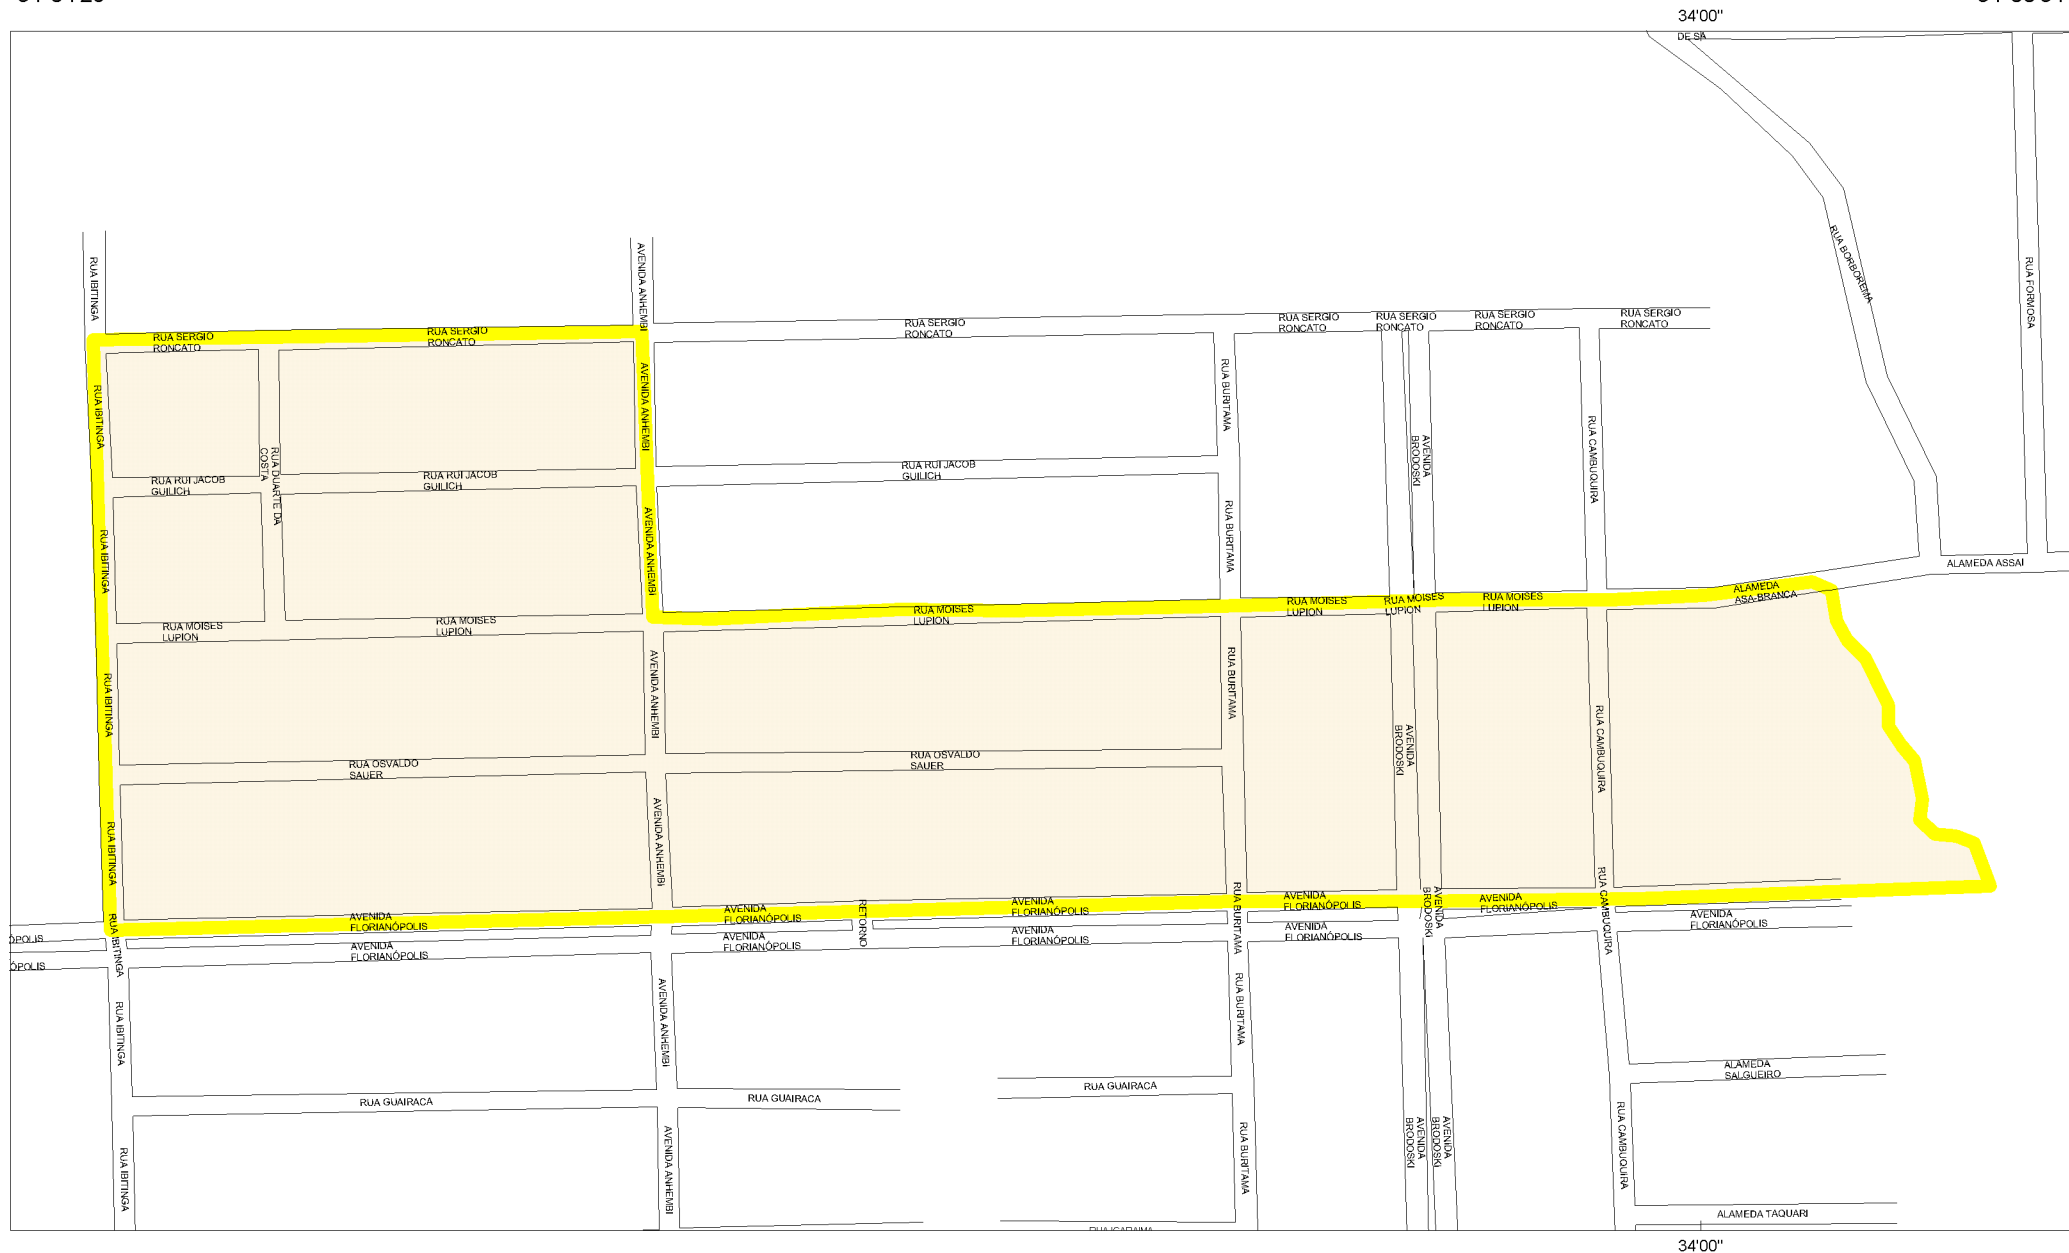 34'00"
DE SÁ
RUA IBITINGA
AVENIDA ANHEMBI
RUA BORBOREMA
RUA FORMOSA
RUA SERGIO
RONCATO
RUA SERGIO
RONCATO
RUA SERGIO
RONCATO
RUA SERGIO
RONCATO
RUA SERGIO
RONCATO
RUA SERGIO
RONCATO
RUA SERGIO
RONCATO
RUA IBITINGA
AVENIDA ANHEMBI
RUA BURITAMA
AVENIDA
BRODOSKI
RUA CAMBUQUIRA
RUA DUARTE DA
COSTA
RUA RUI JACOB
GUILICH
RUA RUI JACOB
GUILICH
RUA RUI JACOB
GUILICH
RUA IBITINGA
AVENIDA ANHEMBI
RUA BURITAMA
ALAMEDA ASSAI
ALAMEDA
ASA-BRANCA
RUA MOISES
LUPION
RUA MOISES
LUPION
RUA MOISES
LUPION
RUA MOISES
LUPION
RUA MOISES
LUPION
RUA MOISES
LUPION
RUA IBITINGA
AVENIDA ANHEMBI
RUA BURITAMA
AVENIDA
BRODOSKI
RUA CAMBUQUIRA
RUA OSVALDO
SAUER
RUA OSVALDO
SAUER
RUA IBITINGA
AVENIDA ANHEMBI
AVENIDA
FLORIANÓPOLIS
AVENIDA
FLORIANÓPOLIS
RETORNO
AVENIDA
FLORIANÓPOLIS
RUA BURITAMA
AVENIDA
FLORIANÓPOLIS
AVENIDA
BRODOSKI
AVENIDA
FLORIANÓPOLIS
RUA CAMBUQUIRA
AVENIDA
FLORIANÓPOLIS
ÓPOLIS
ÓPOLIS
RUA IBITINGA
AVENIDA
FLORIANÓPOLIS
AVENIDA
FLORIANÓPOLIS
AVENIDA
FLORIANÓPOLIS
AVENIDA
FLORIANÓPOLIS
RUA IBITINGA
AVENIDA ANHEMBI
RUA BURITAMA
ALAMEDA
SALGUEIRO
RUA GUAIRACA
RUA GUAIRACA
RUA GUAIRACA
RUA IBITINGA
AVENIDA ANHEMBI
RUA BURITAMA
AVENIDA
BRODOSKI
AVENIDA
BRODOSKI
RUA CAMBUQUIRA
ALAMEDA TAQUARI
34'00"